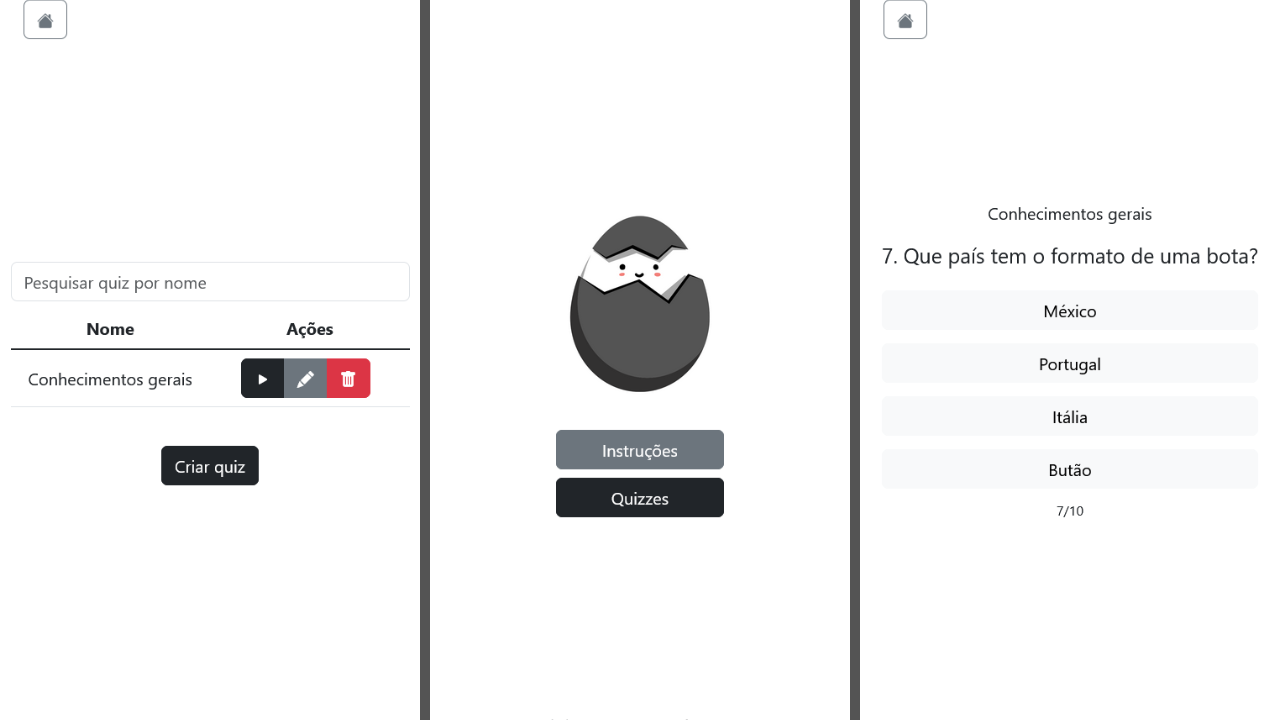 Pesquisar quiz por nome
Nome Ações
Conhecimentos gerais
Criar quiz
Instruções
Quizzes
Conhecimentos gerais
7. Que país tem o formato de uma bota?
México
Portugal
Itália
Butão
7/10